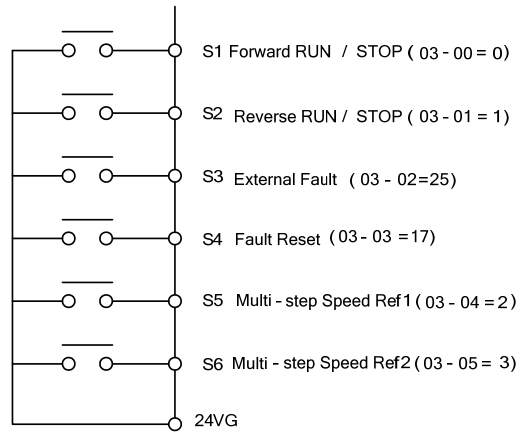 S1 Forward RUN / STOP ( 03 - 00 = 0)
S2 Reverse RUN / STOP ( 03 - 01 = 1)
S3 External Fault ( 03 - 02=25)
S4 Fault Reset (03 - 03 =17)
S5 Multi - step Speed Ref1 ( 03 - 04 = 2)
S6 Multi - step Speed Ref2 ( 03 - 05 = 3)
24VG